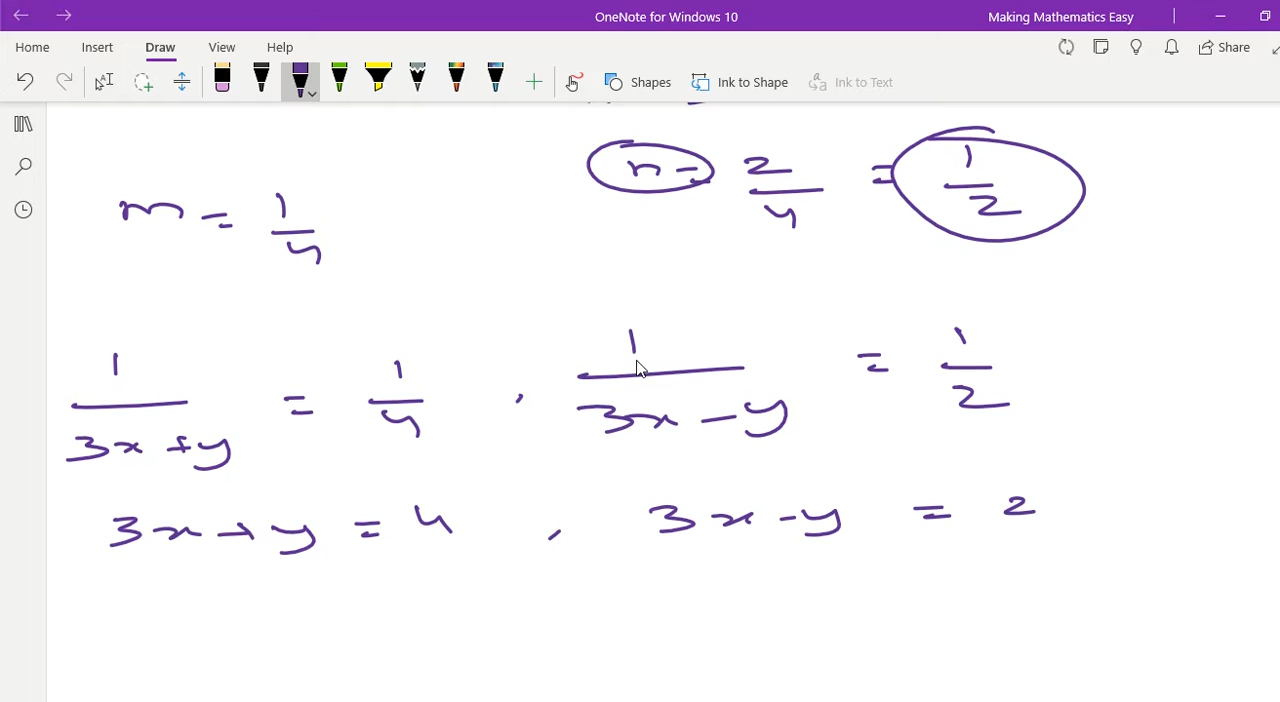 OneNote for Windows 10 Making Mathematics Easy
Home Insert Draw View Help Share
Shapes Ink to Shape Ink to Text
n = 2/4 = 1/2
m = 1/4
1/(3x + y) = 1/4 , 1/(3x - y) = 1/2
3x + y = 4 , 3x - y = 2